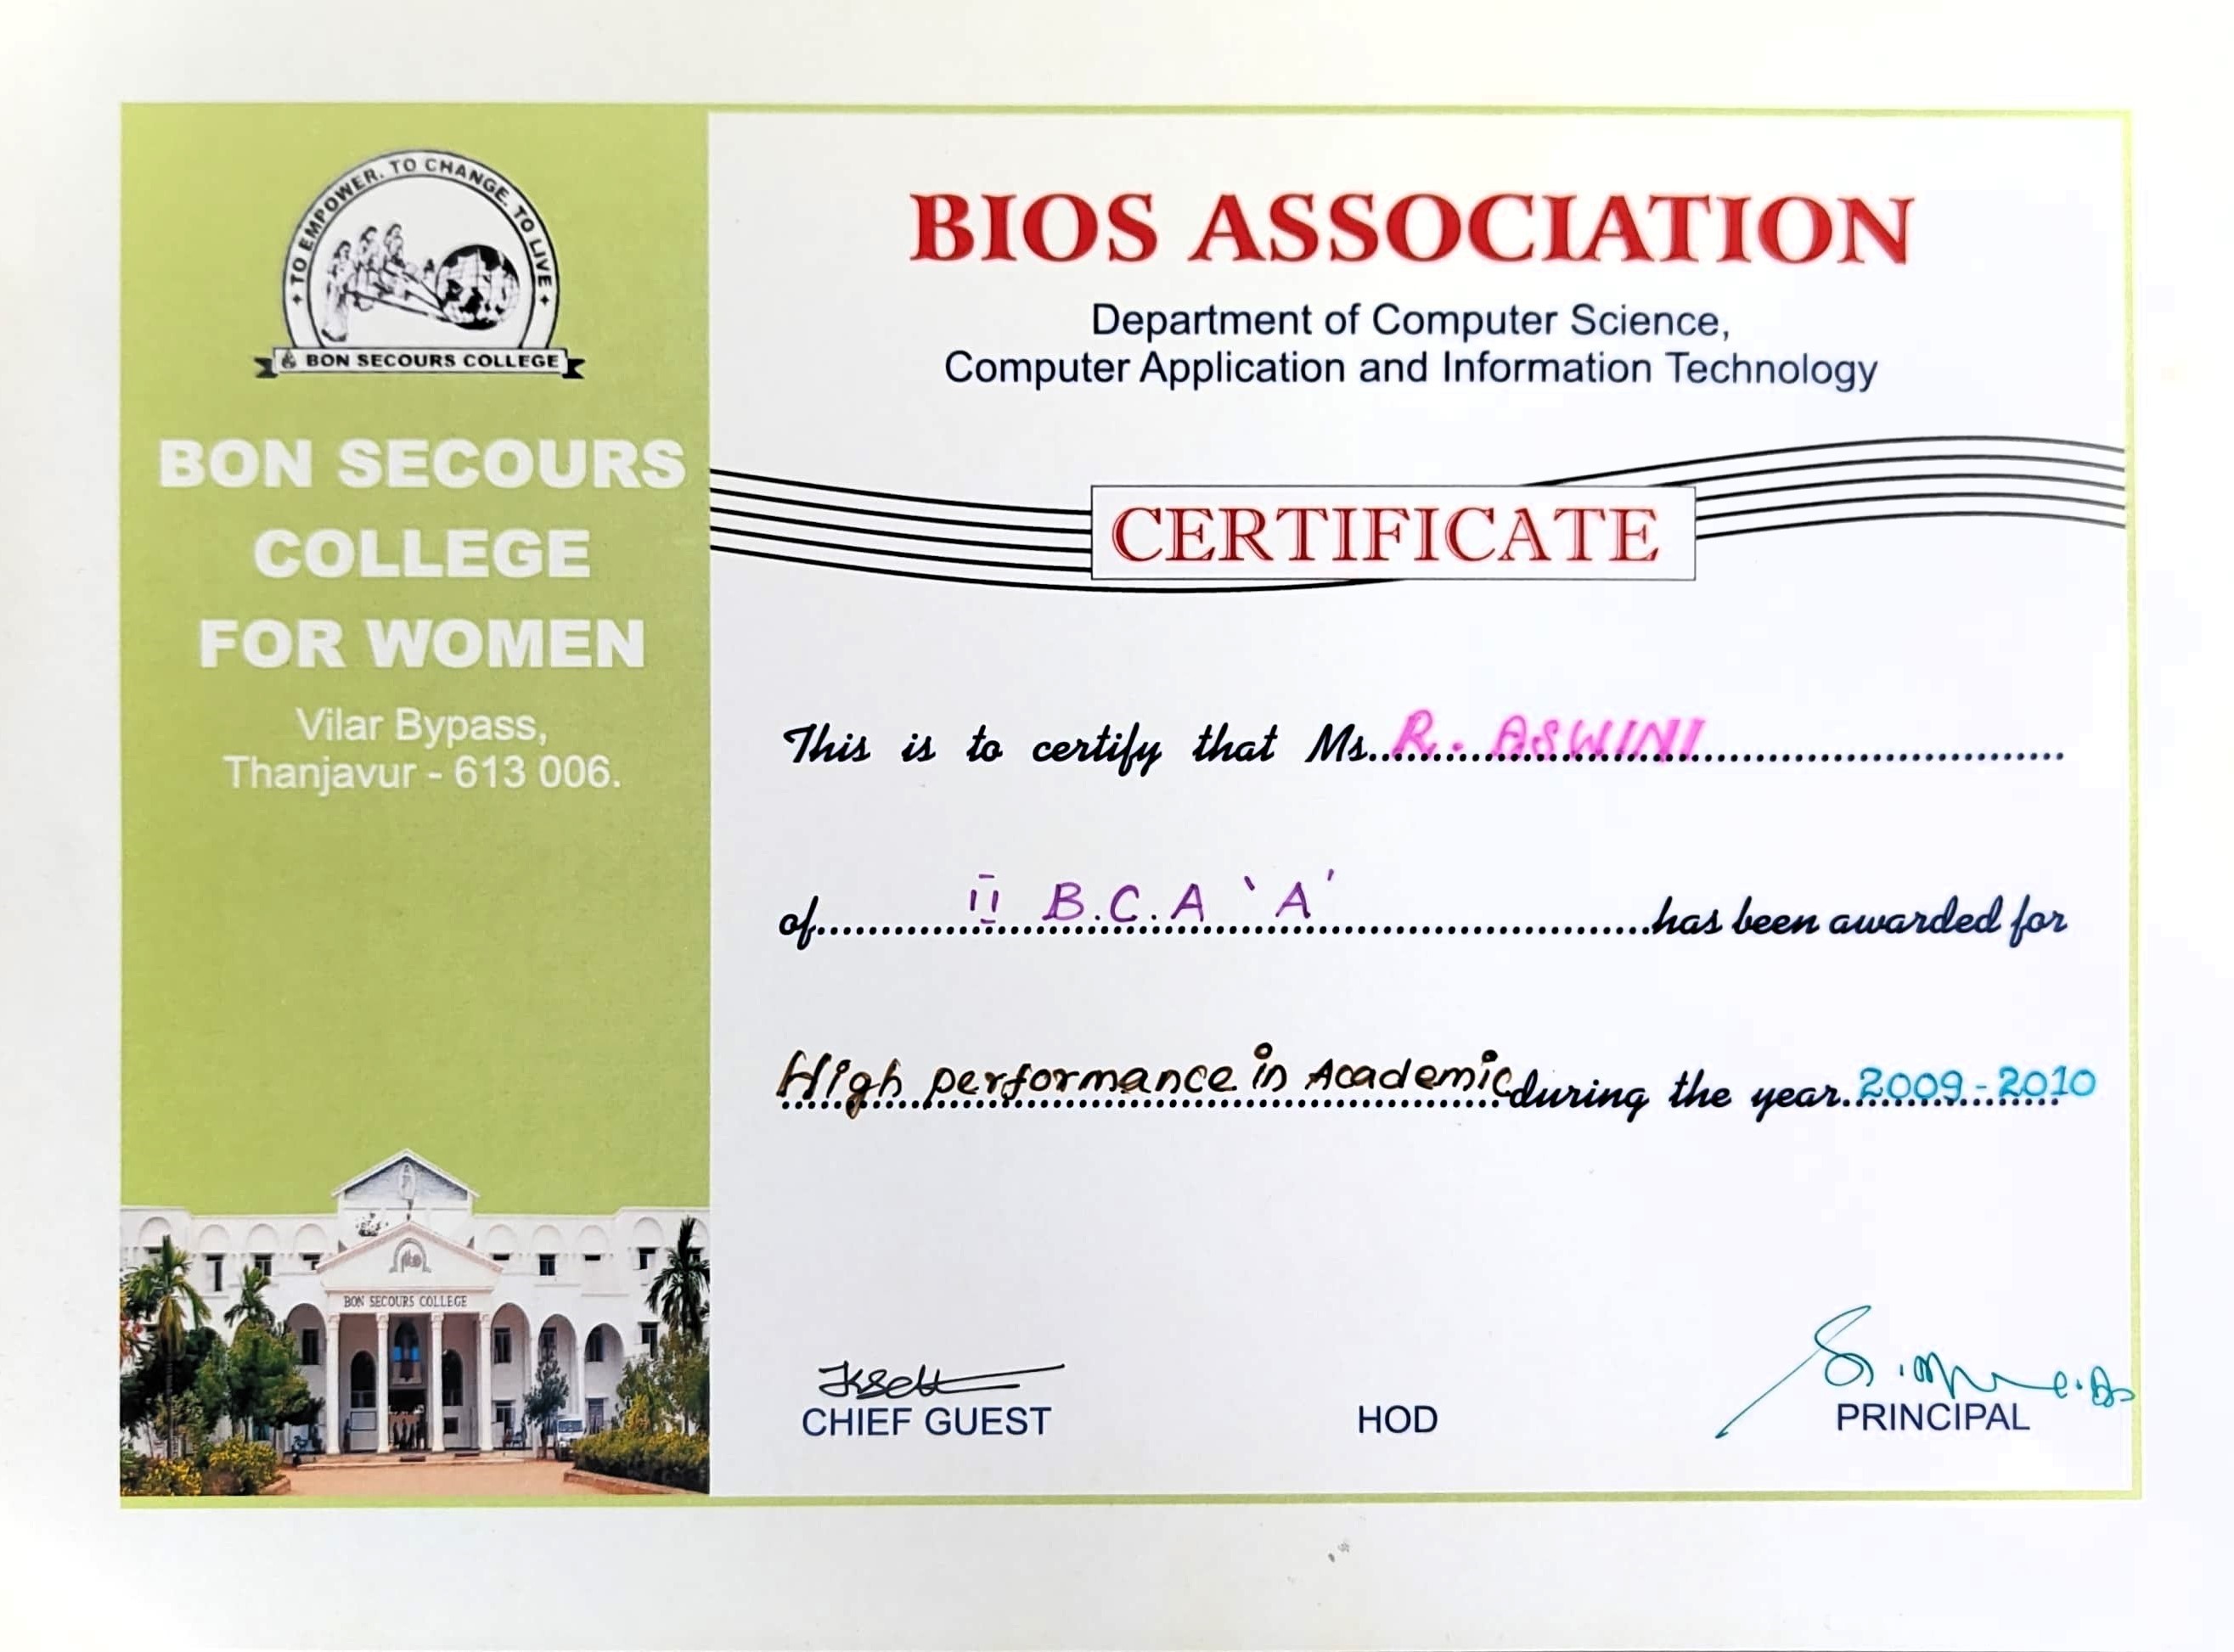 TO EMPOWER. TO CHANGE. TO LIVE
BON SECOURS COLLEGE
BON SECOURS
COLLEGE
FOR WOMEN
Vilar Bypass,
Thanjavur - 613 006.
BON SECOURS COLLEGE
BIOS ASSOCIATION
Department of Computer Science,
Computer Application and Information Technology
CERTIFICATE
This is to certify that Ms. R. ASWINI
of II B.C.A 'A' has been awarded for
High performance in Academic during the year 2009-2010
CHIEF GUEST
HOD
PRINCIPAL